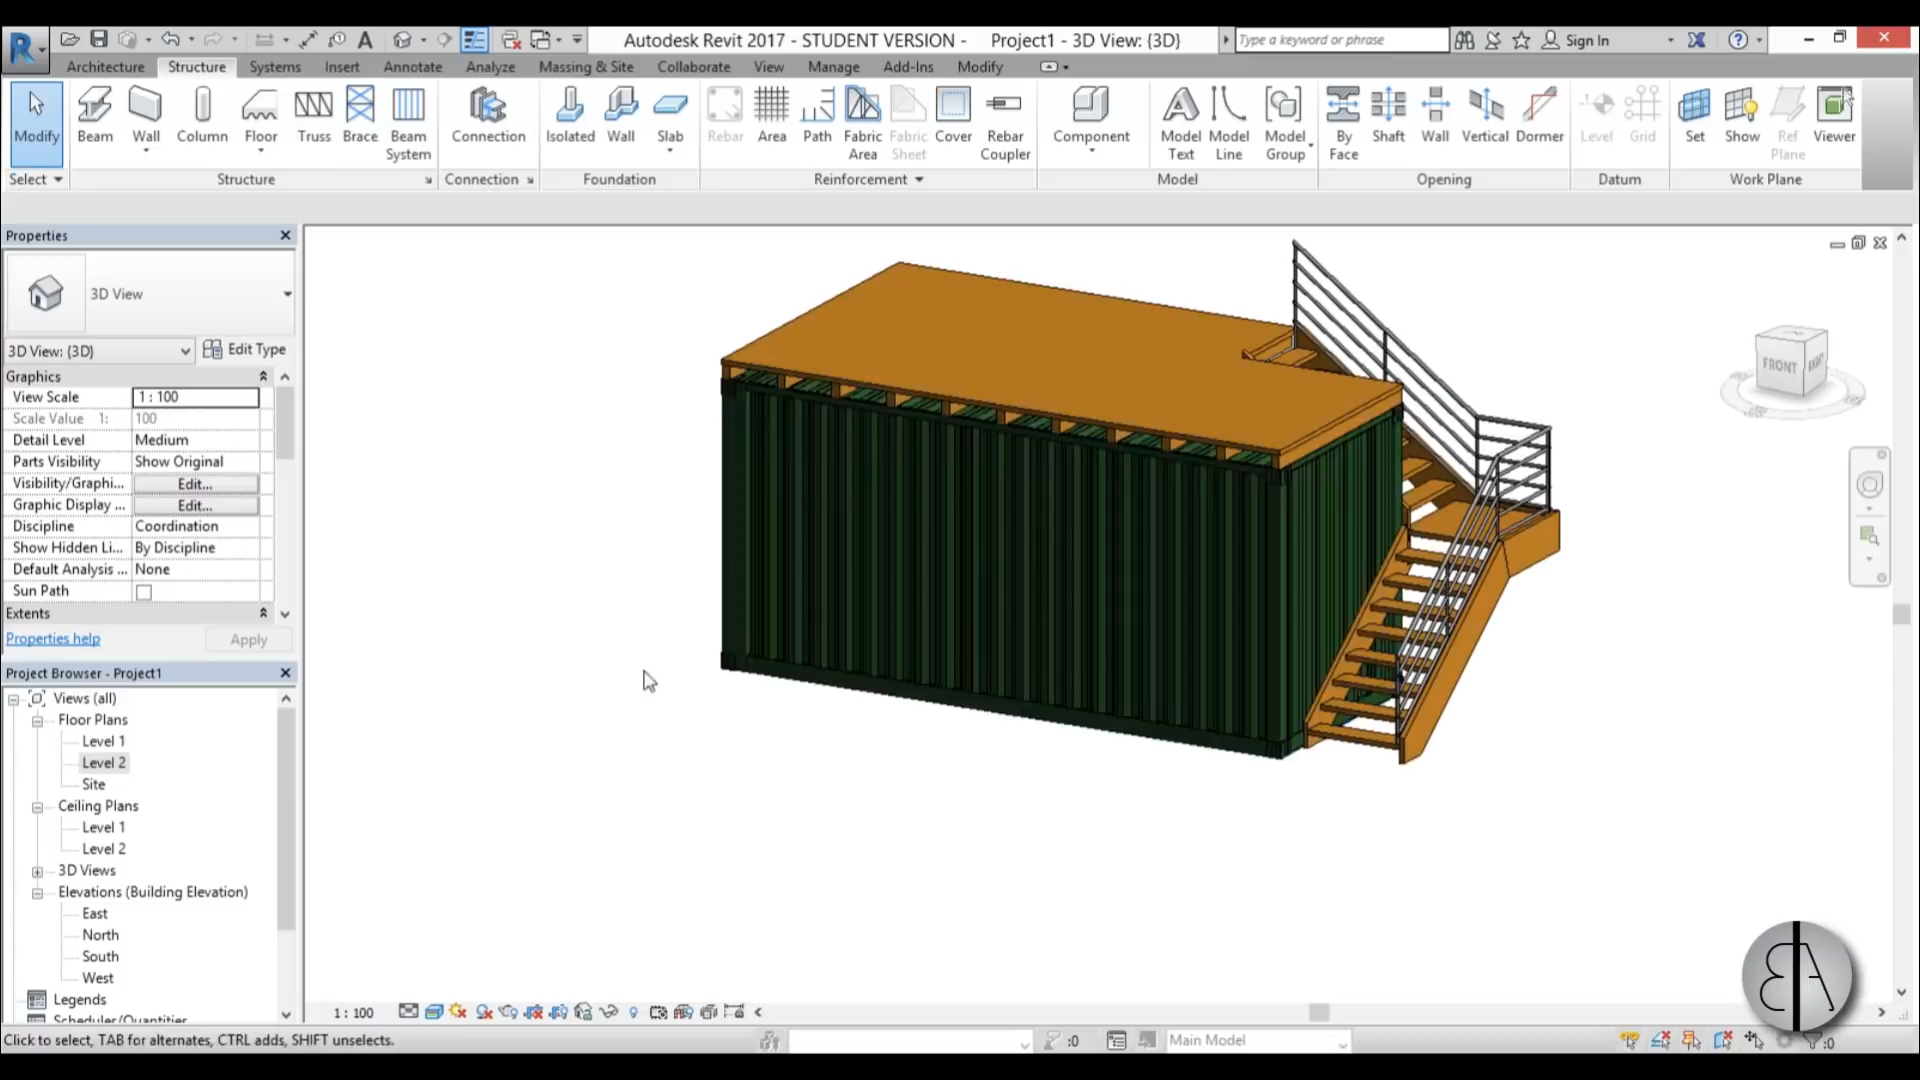 Autodesk Revit 2017 - STUDENT VERSION - Project1 - 3D View: {3D}
Type a keyword or phrase
Sign In
Architecture Structure Systems Insert Annotate Analyze Massing & Site Collaborate View Manage Add-Ins Modify
Modify
Beam
Wall
Column
Floor
Truss
Brace
Beam System
Connection
Isolated
Wall
Slab
Rebar
Area
Path
Fabric Area
Fabric Sheet
Cover
Rebar Coupler
Component
Model Text
Model Line
Model Group
By Face
Shaft
Wall
Vertical
Dormer
Level
Grid
Set
Show
Ref Plane
Viewer
Select
Structure
Connection
Foundation
Reinforcement
Model
Opening
Datum
Work Plane
Properties
3D View
3D View: {3D}
Edit Type
Graphics
View Scale 1 : 100
Scale Value 1: 100
Detail Level Medium
Parts Visibility Show Original
Visibility/Graphi... Edit...
Graphic Display ... Edit...
Discipline Coordination
Show Hidden Li... By Discipline
Default Analysis ... None
Sun Path
Extents
Properties help
Apply
Project Browser - Project1
Views (all)
Floor Plans
Level 1
Level 2
Site
Ceiling Plans
Level 1
Level 2
3D Views
Elevations (Building Elevation)
East
North
South
West
Legends
Schedules/Quantities
FRONT
RIGHT
1 : 100
Click to select, TAB for alternates, CTRL adds, SHIFT unselects.
:0
Main Model
:0
BA